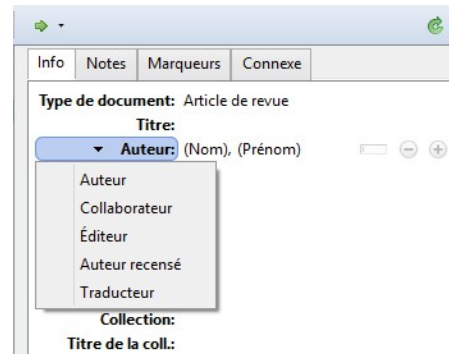 Info Notes Marqueurs Connexe
Type de document: Article de revue
Titre:
Auteur: (Nom), (Prénom)
Auteur
Collaborateur
Éditeur
Auteur recensé
Traducteur
Collection:
Titre de la coll.: